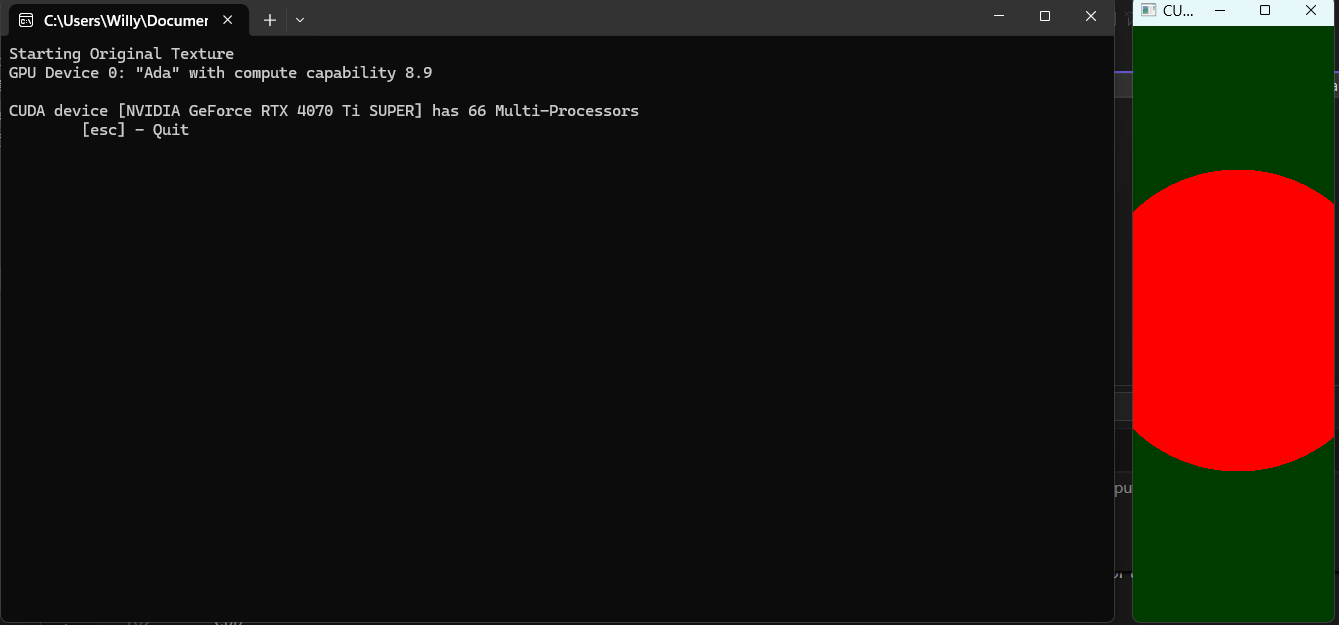 C:\Users\Willy\Documer
Starting Original Texture
GPU Device 0: "Ada" with compute capability 8.9
CUDA device [NVIDIA GeForce RTX 4070 Ti SUPER] has 66 Multi-Processors
[esc] - Quit
CU...
pu